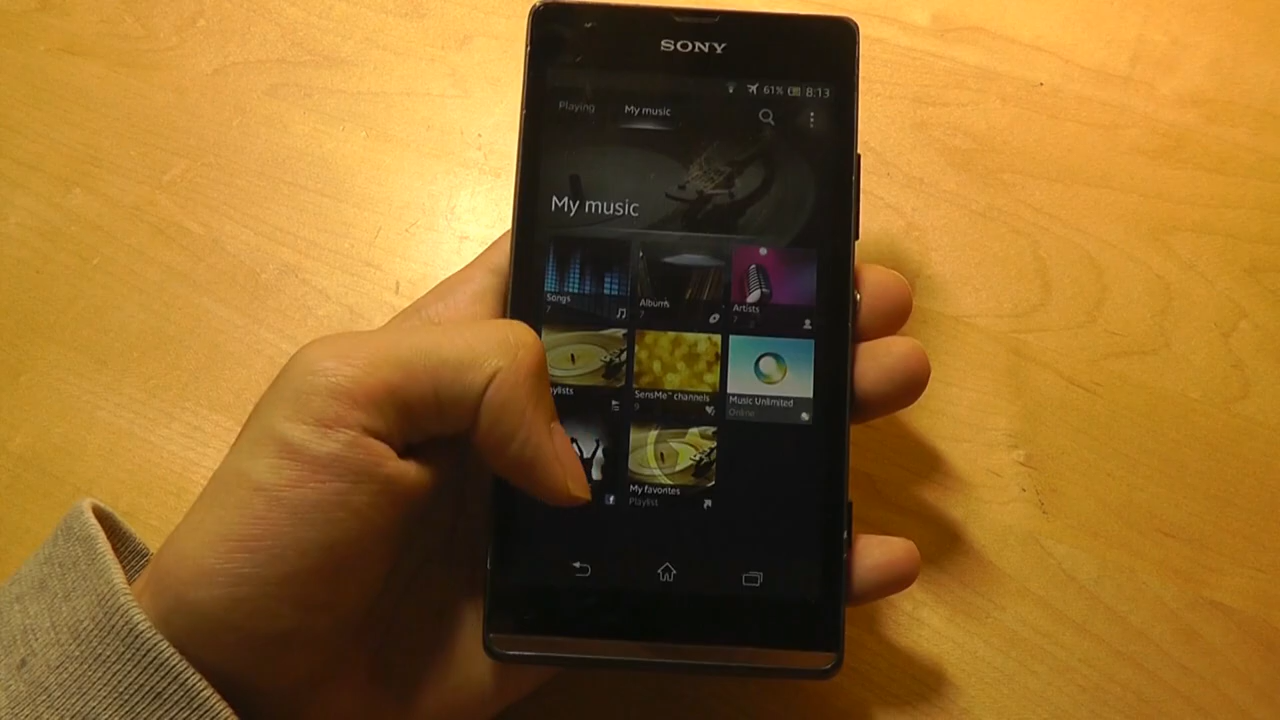 SONY
61% 8:13
Playing My music
My music
Songs
7
Albums
7
Artists
7
ylists
SensMe™ channels
9
Music Unlimited
Online
My favorites
Playlist